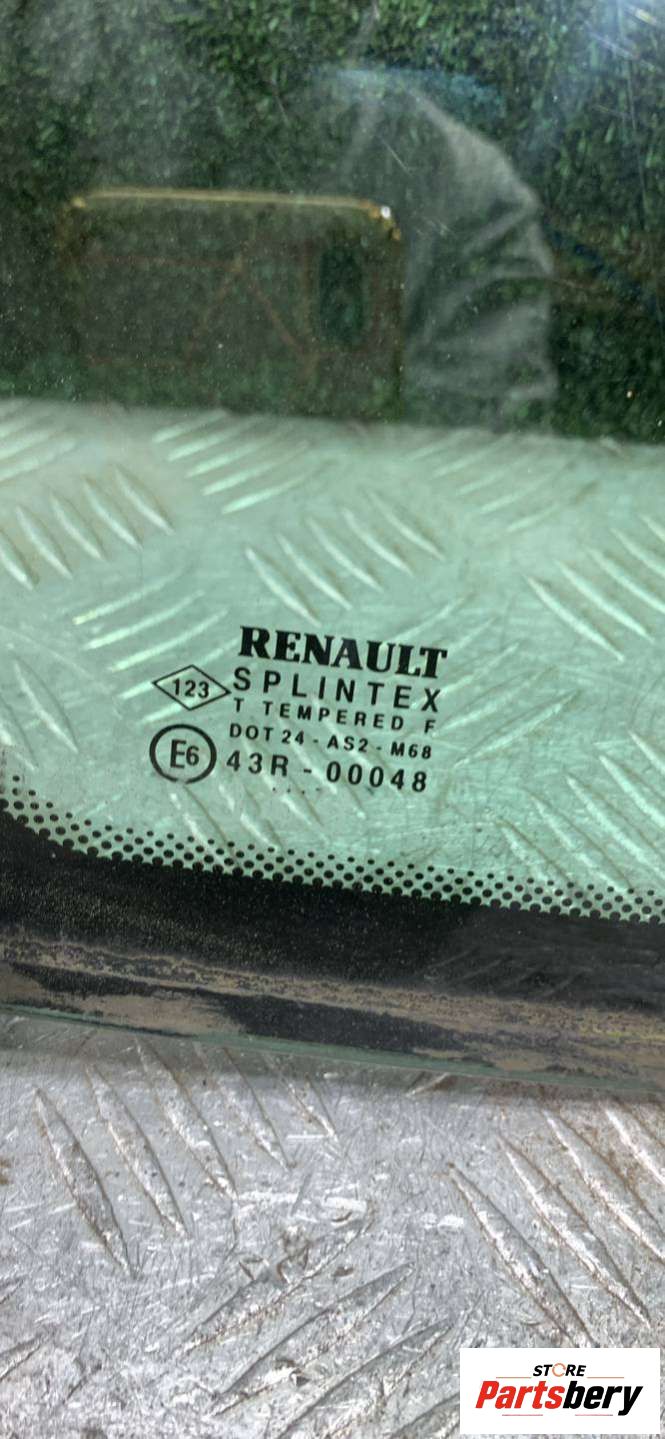 RENAULT
123
SPLINTEX
T TEMPERED F
DOT 24 - AS2 - M68
E6
43R - 00048
STORE
Partsbery